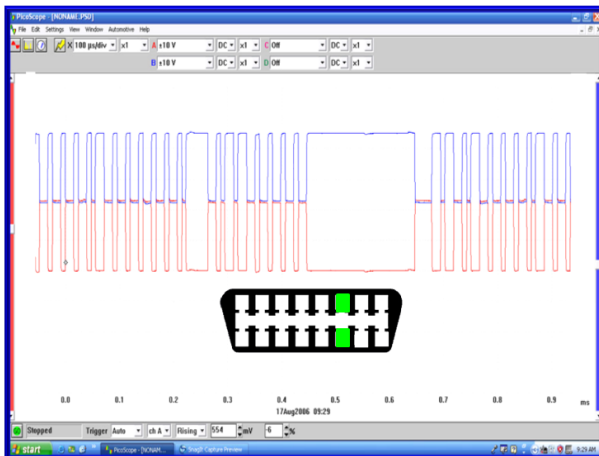 PicoScope - [NONAME.PSD]
File Edit Settings View Window Automotive Help
X 100 µs/div x1 A ±10 V DC x1 C Off DC x1
B ±10 V DC x1 D Off DC x1
0.0 0.1 0.2 0.3 0.4 0.5 0.6 0.7 0.8 0.9 ms
17Aug2006 09:29
Stopped Trigger Auto ch A Rising 554 mV -6 %
start PicoScope - [NONAM... SnagIt Capture Preview 9:29 AM